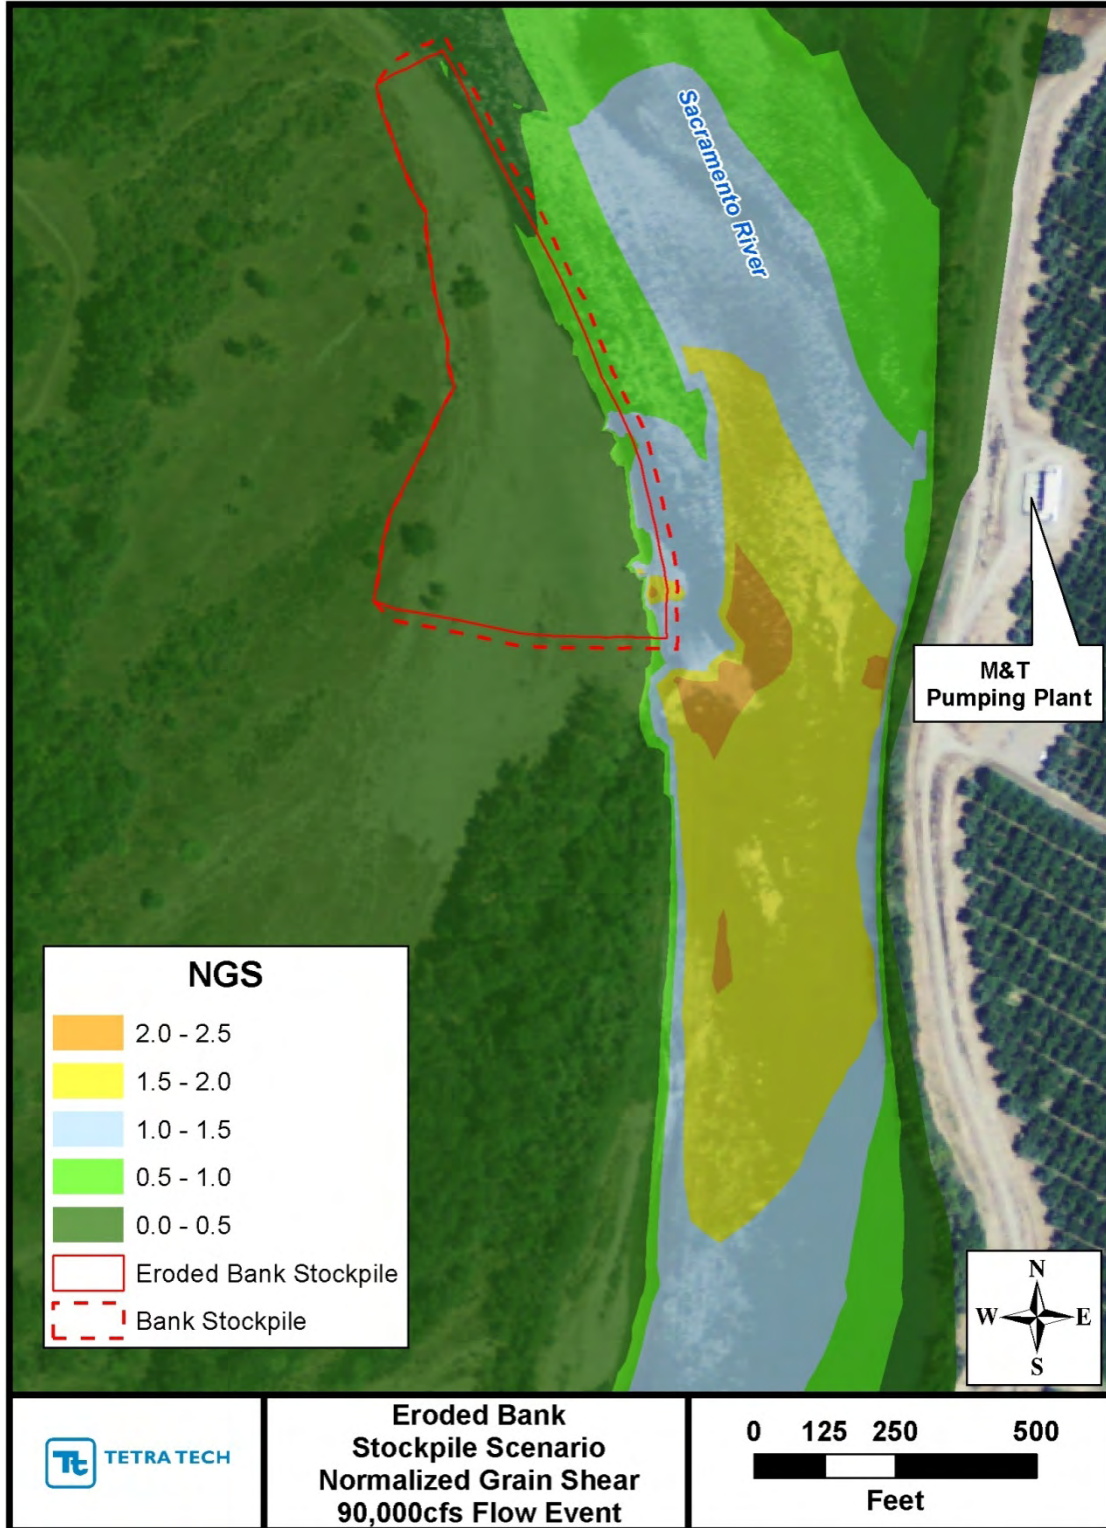 Sacramento River
M&T
Pumping Plant
NGS
2.0 - 2.5
1.5 - 2.0
1.0 - 1.5
0.5 - 1.0
0.0 - 0.5
Eroded Bank Stockpile
Bank Stockpile
N
W E
S
Tt TETRA TECH
Eroded Bank
Stockpile Scenario
Normalized Grain Shear
90,000cfs Flow Event
0 125 250 500
Feet